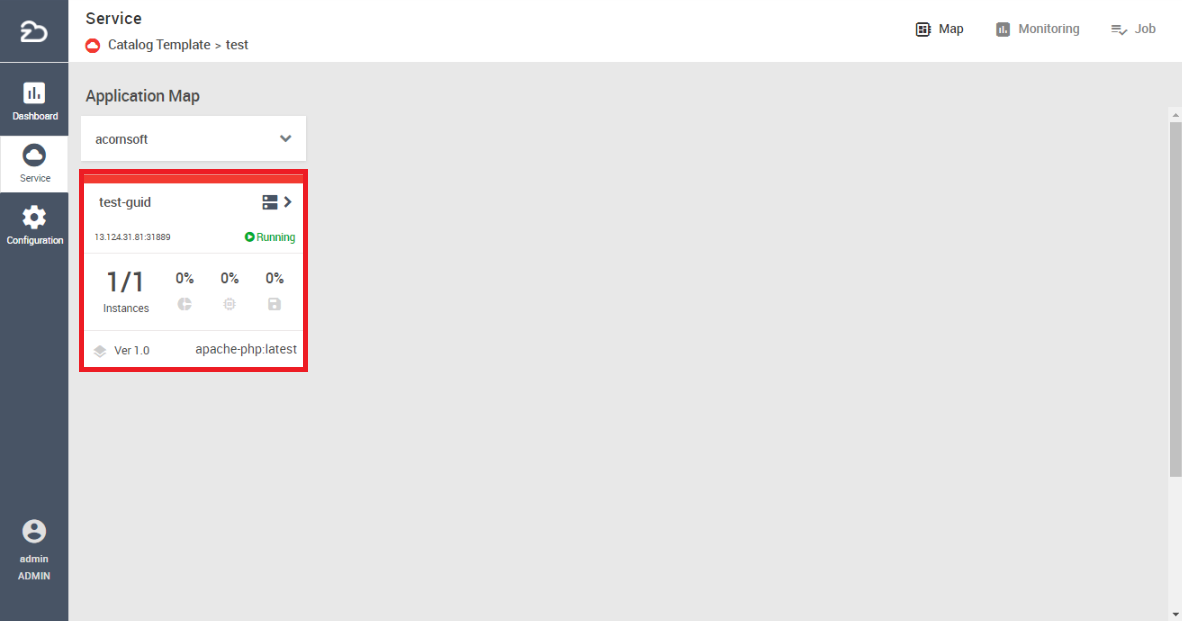 Service
Catalog Template > test
Map
Monitoring
Job
Dashboard
Service
Configuration
admin
ADMIN
Application Map
acornsoft
test-guid
13.124.31.81:31889
Running
1/1
0%
0%
0%
Instances
Ver 1.0
apache-php:latest